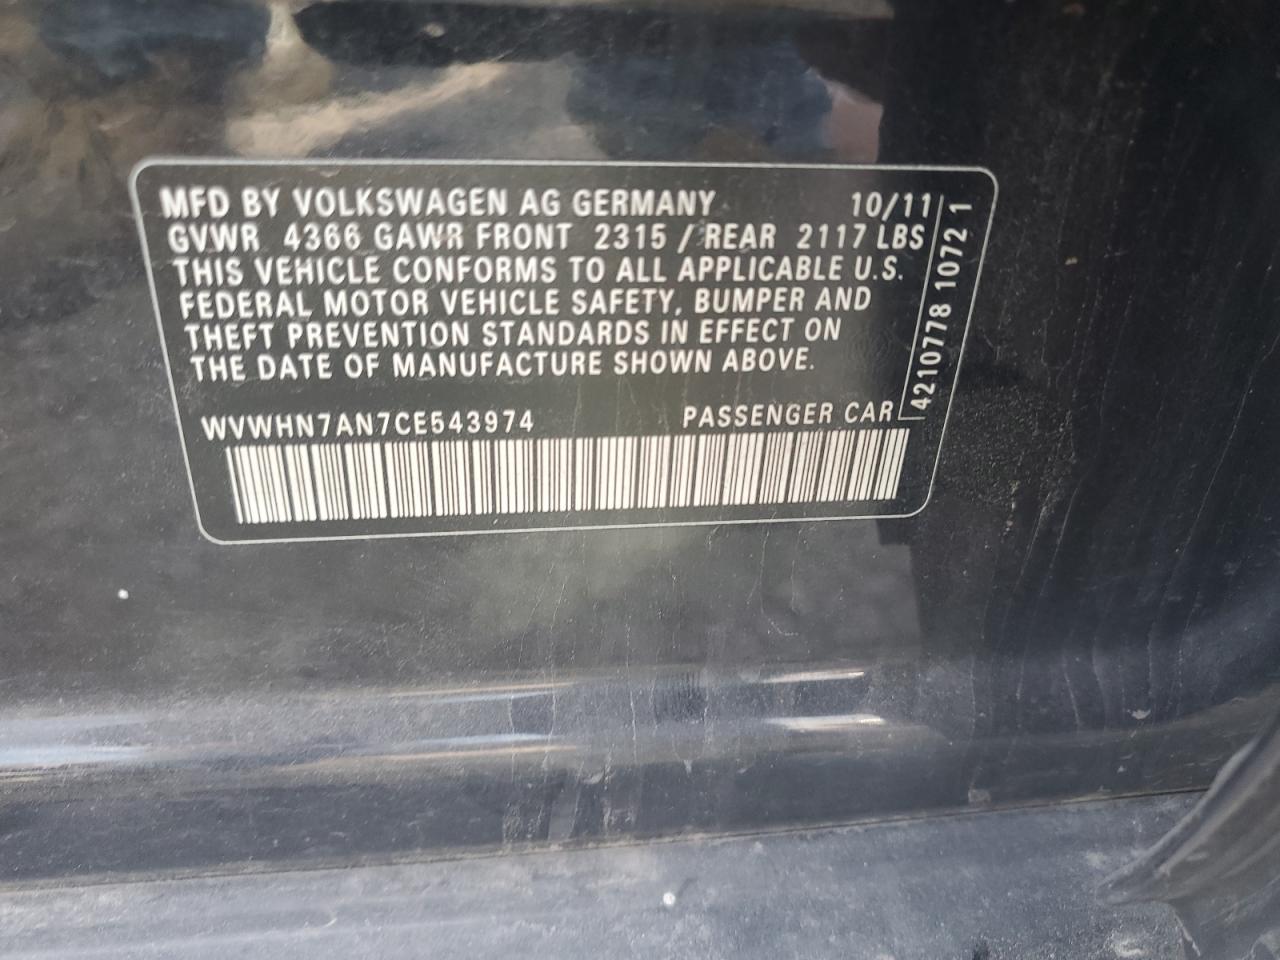 MFD BY VOLKSWAGEN AG GERMANY 10/11
GVWR 4366 GAWR FRONT 2315 / REAR 2117 LBS
THIS VEHICLE CONFORMS TO ALL APPLICABLE U.S.
FEDERAL MOTOR VEHICLE SAFETY, BUMPER AND
THEFT PREVENTION STANDARDS IN EFFECT ON
THE DATE OF MANUFACTURE SHOWN ABOVE.
WVWHN7AN7CE543974 PASSENGER CAR
42107778 1072 1